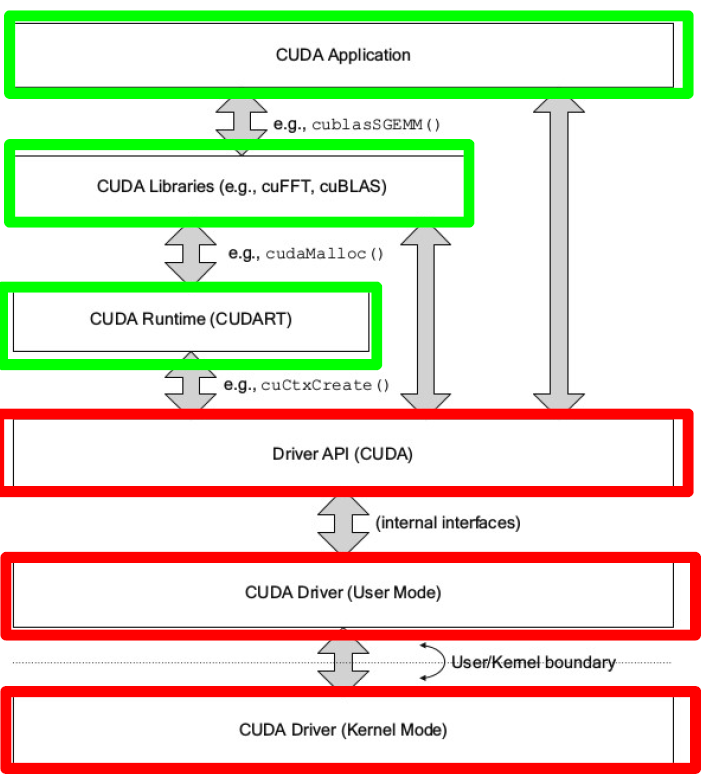 CUDA Application
e.g., cublasSGEMM()
CUDA Libraries (e.g., cuFFT, cuBLAS)
e.g., cudaMalloc()
CUDA Runtime (CUDART)
e.g., cuCtxCreate()
Driver API (CUDA)
(internal interfaces)
CUDA Driver (User Mode)
User/Kernel boundary
CUDA Driver (Kernel Mode)